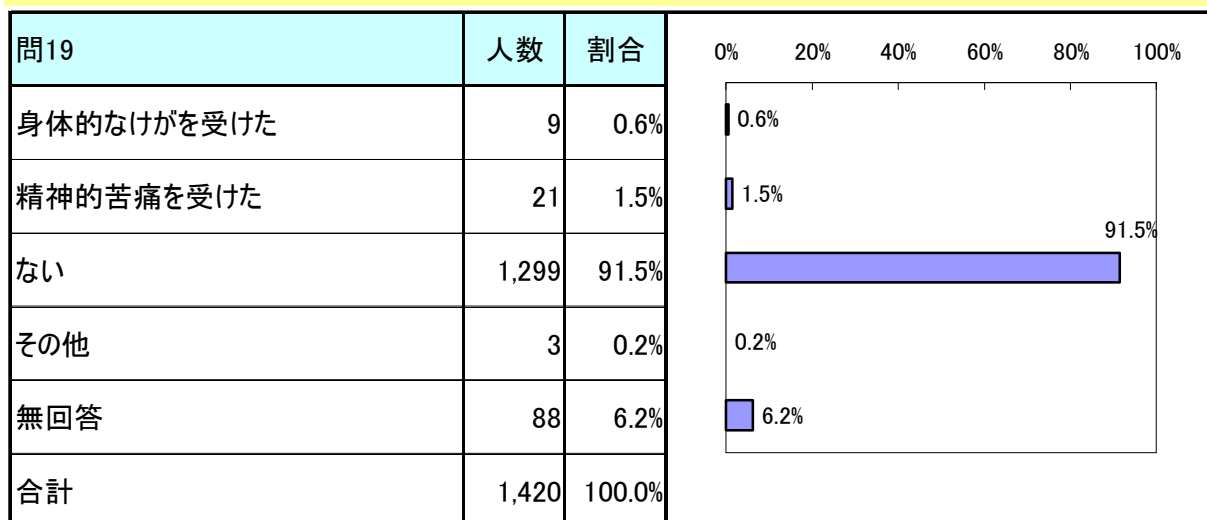 問19 人数 割合
身体的なけがを受けた 9 0.6%
精神的苦痛を受けた 21 1.5%
ない 1,299 91.5%
その他 3 0.2%
無回答 88 6.2%
合計 1,420 100.0%
0% 20% 40% 60% 80% 100%
0.6%
1.5%
91.5%
0.2%
6.2%